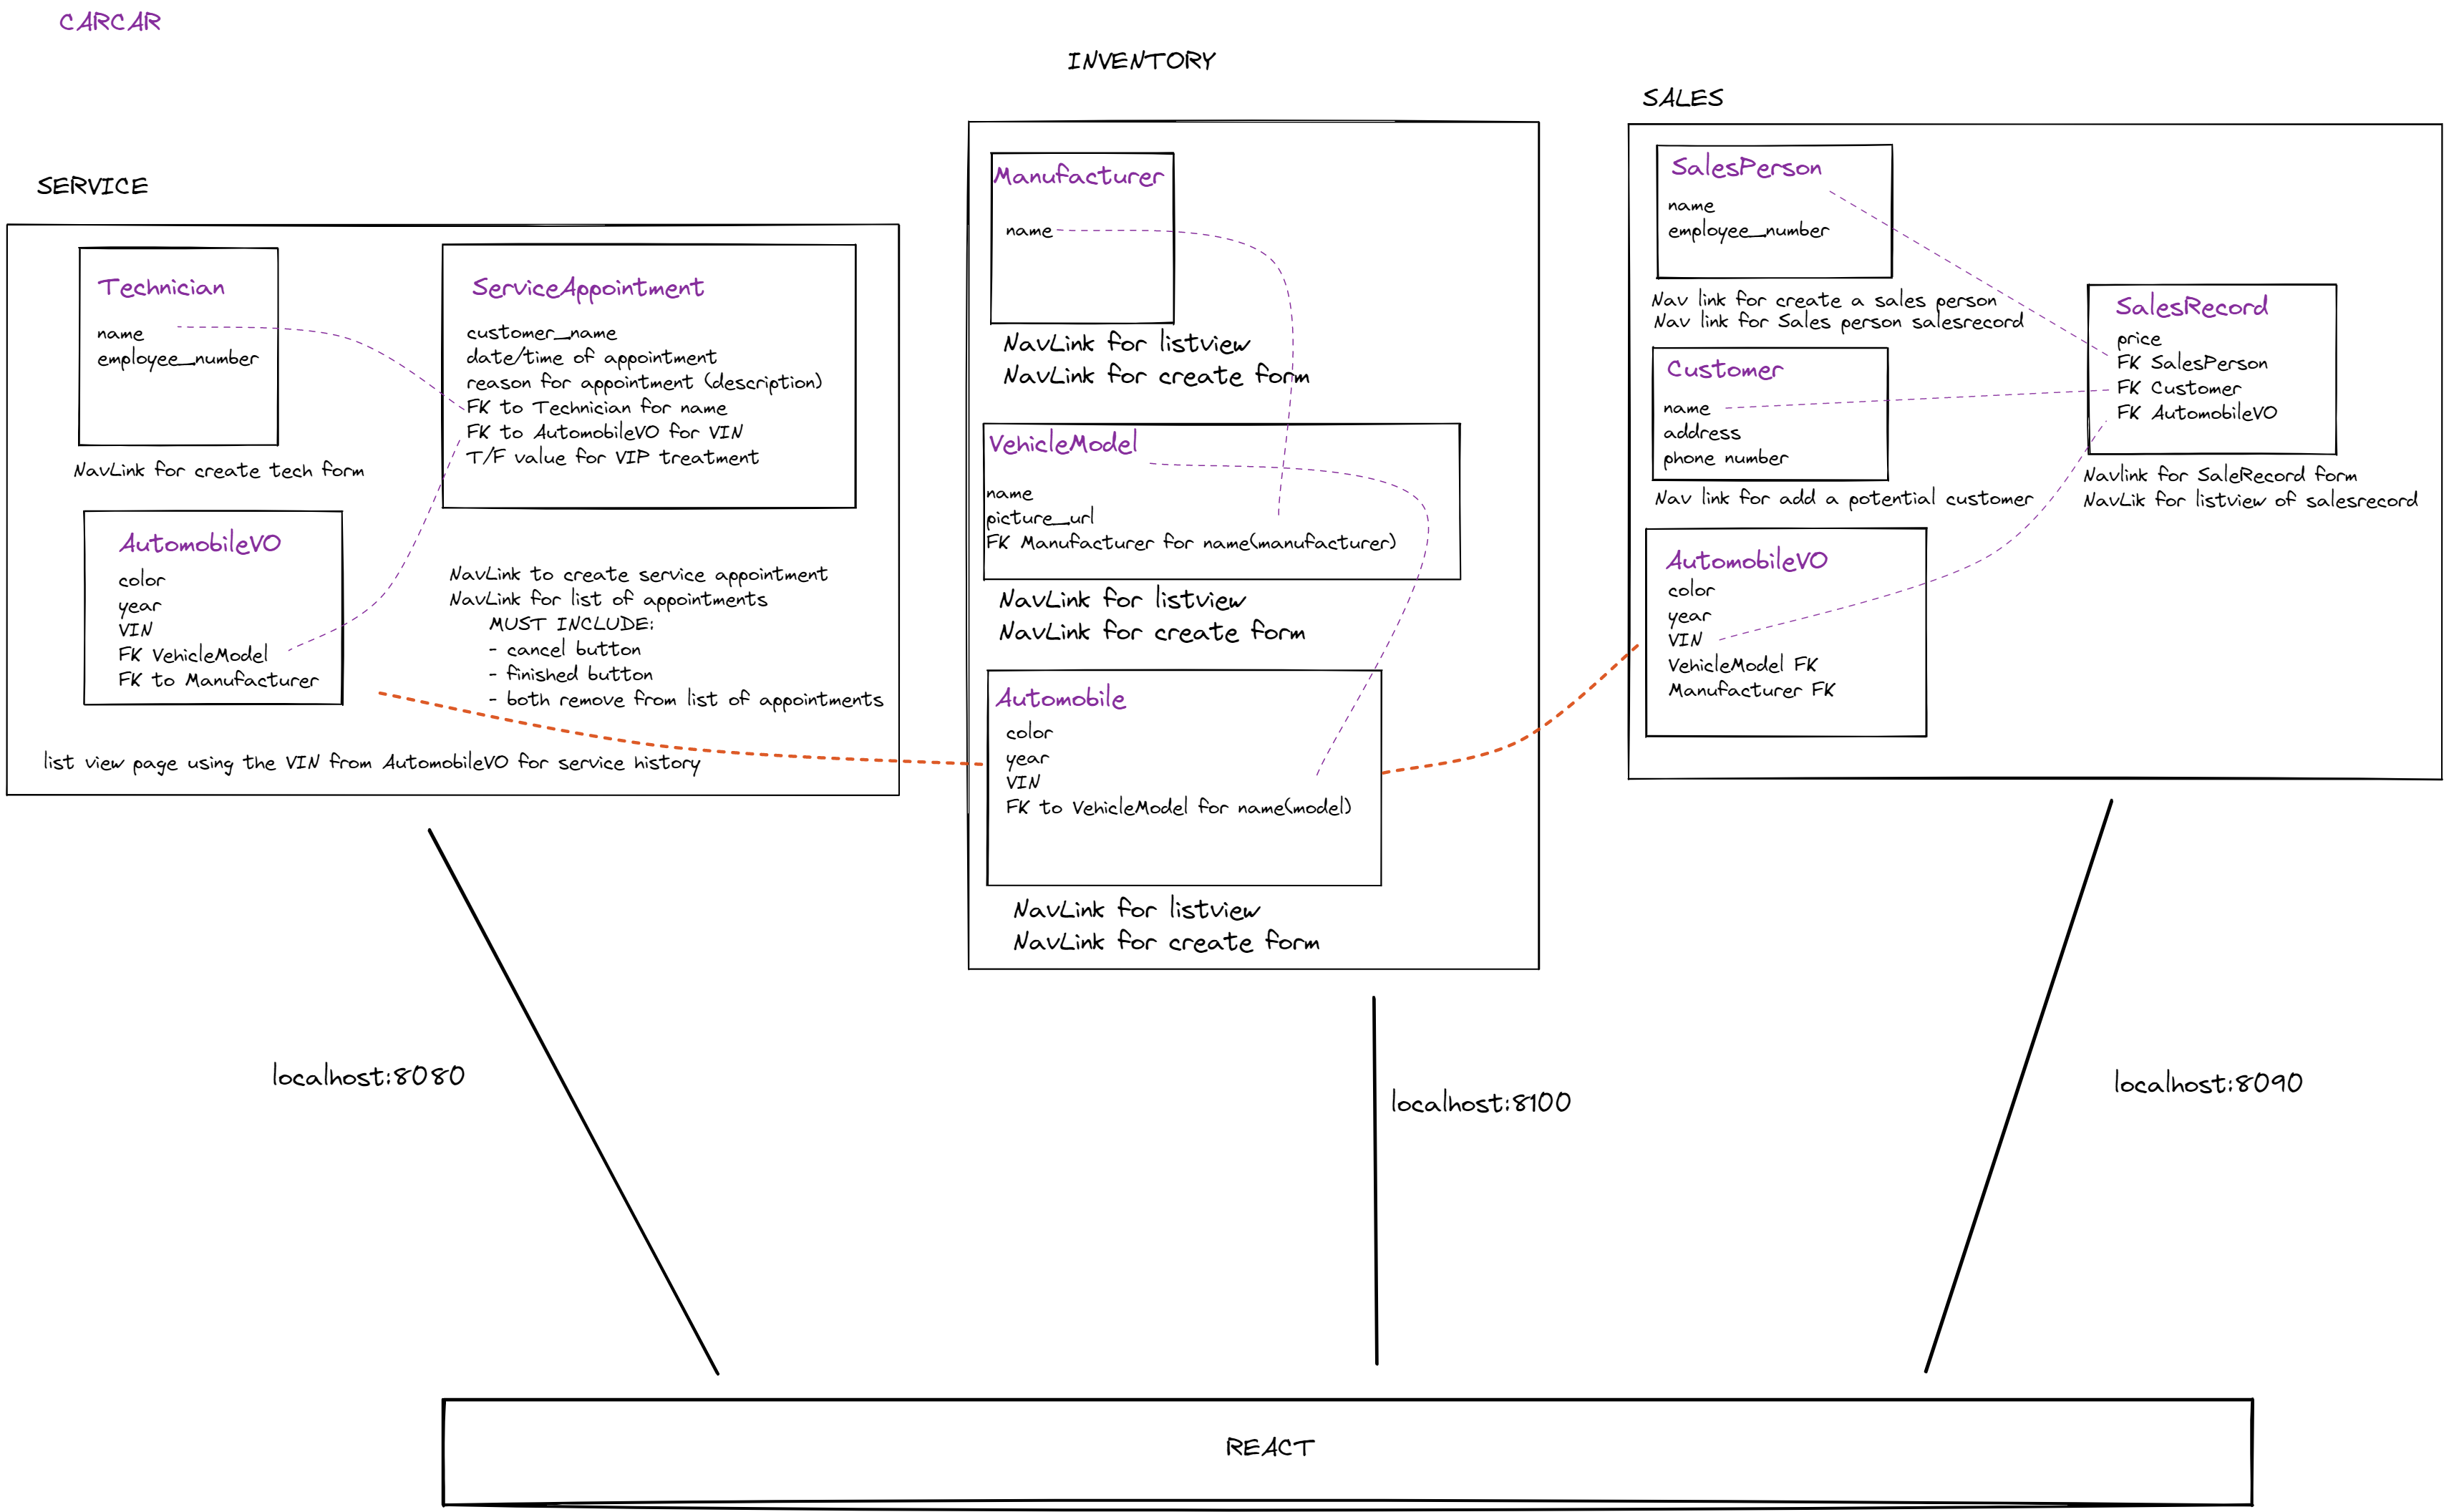 CARCAR
SERVICE
Technician
name
employee_number
NavLink for create tech form
ServiceAppointment
customer_name
date/time of appointment
reason for appointment (description)
FK to Technician for name
FK to AutomobileVO for VIN
T/F value for VIP treatment
AutomobileVO
color
year
VIN
FK VehicleModel
FK to Manufacturer
NavLink to create service appointment
NavLink for list of appointments
MUST INCLUDE:
- cancel button
- finished button
- both remove from list of appointments
list view page using the VIN from AutomobileVO for service history
INVENTORY
Manufacturer
name
NavLink for listview
NavLink for create form
VehicleModel
name
picture_url
FK Manufacturer for name(manufacturer)
NavLink for listview
NavLink for create form
Automobile
color
year
VIN
FK to VehicleModel for name(model)
NavLink for listview
NavLink for create form
SALES
SalesPerson
name
employee_number
Nav link for create a sales person
Nav link for Sales person salesrecord
Customer
name
address
phone number
Nav link for add a potential customer
SalesRecord
price
FK SalesPerson
FK Customer
FK AutomobileVO
Navlink for SaleRecord form
NavLik for listview of salesrecord
AutomobileVO
color
year
VIN
VehicleModel FK
Manufacturer FK
localhost:8080
localhost:8100
localhost:8090
REACT